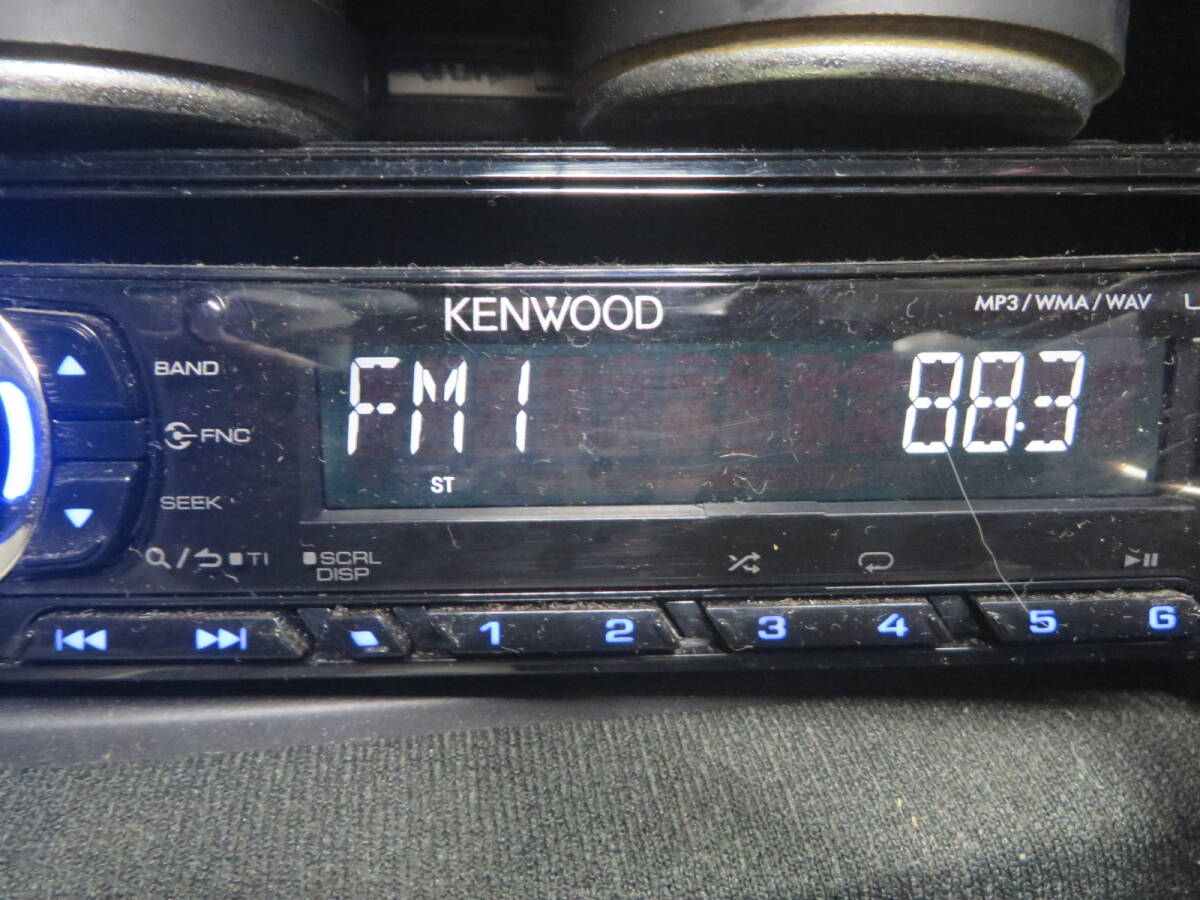 KENWOOD
MP3/WMA/WAV
BAND
FM1 88.3
FNC
ST
SEEK
TI
SCRL
DISP
1 2 3 4 5 6